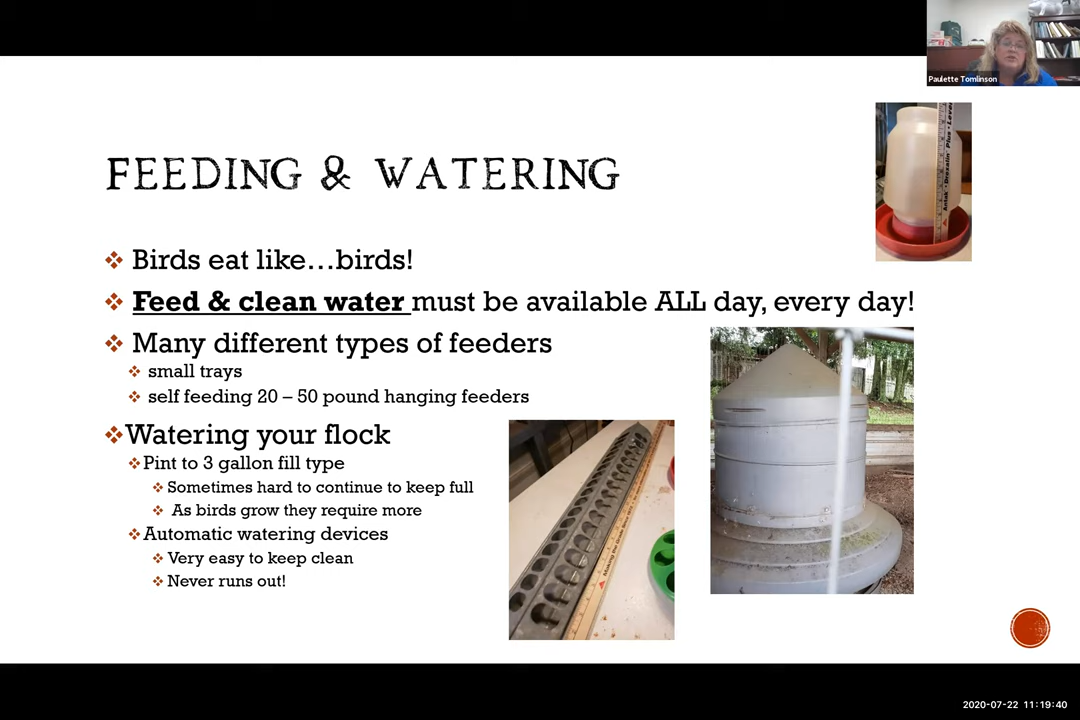 Paulette Tomlinson
FEEDING & WATERING
Birds eat like...birds!
Feed & clean water must be available ALL day, every day!
Many different types of feeders
small trays
self feeding 20 – 50 pound hanging feeders
Watering your flock
Pint to 3 gallon fill type
Sometimes hard to continue to keep full
As birds grow they require more
Automatic watering devices
Very easy to keep clean
Never runs out!
2020-07-22 11:19:40